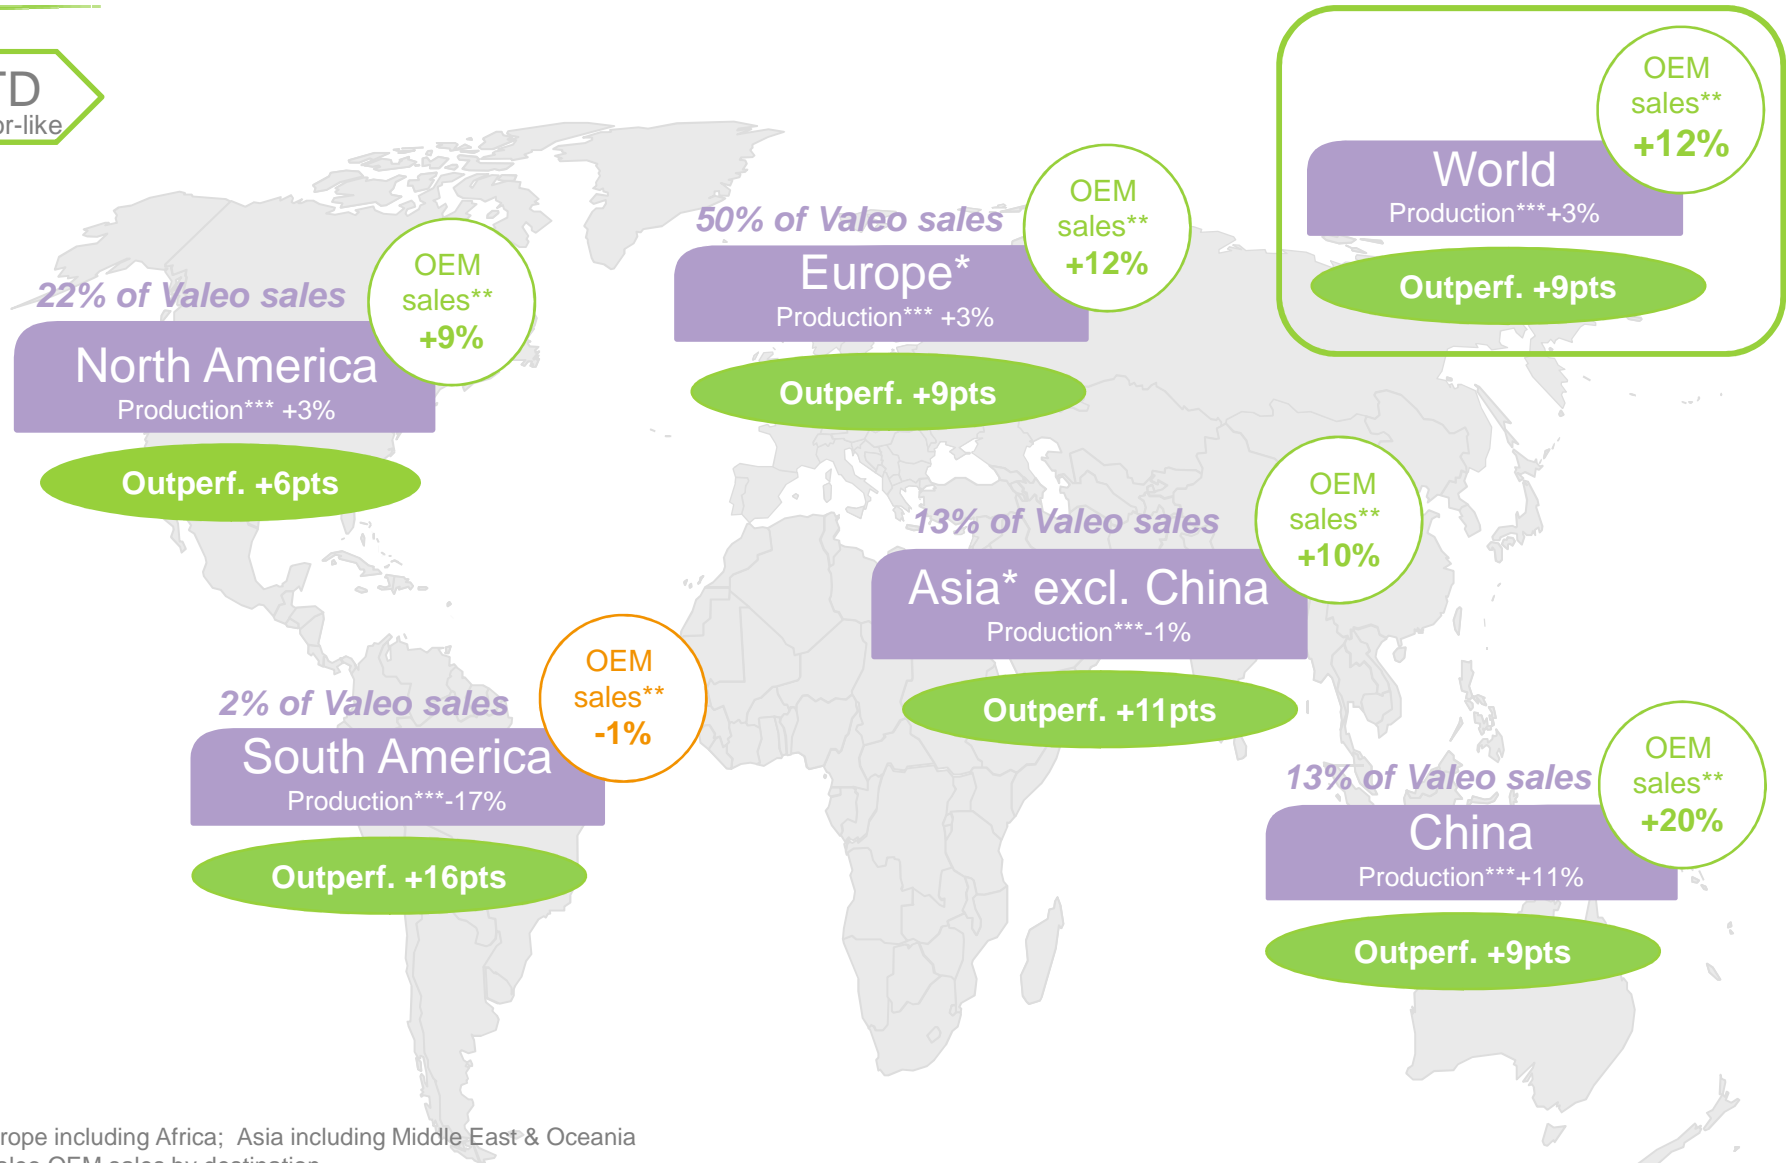 OEM
sales**
+12%
World
Production***+3%
Outperf. +9pts
50% of Valeo sales
OEM
sales**
+12%
Europe*
Production*** +3%
Outperf. +9pts
22% of Valeo sales
OEM
sales**
+9%
North America
Production*** +3%
Outperf. +6pts
13% of Valeo sales
OEM
sales**
+10%
Asia* excl. China
Production***-1%
Outperf. +11pts
2% of Valeo sales
OEM
sales**
-1%
South America
Production***-17%
Outperf. +16pts
13% of Valeo sales
OEM
sales**
+20%
China
Production***+11%
Outperf. +9pts
including Africa; Asia including Middle East & Oceania
OEM sales by destination